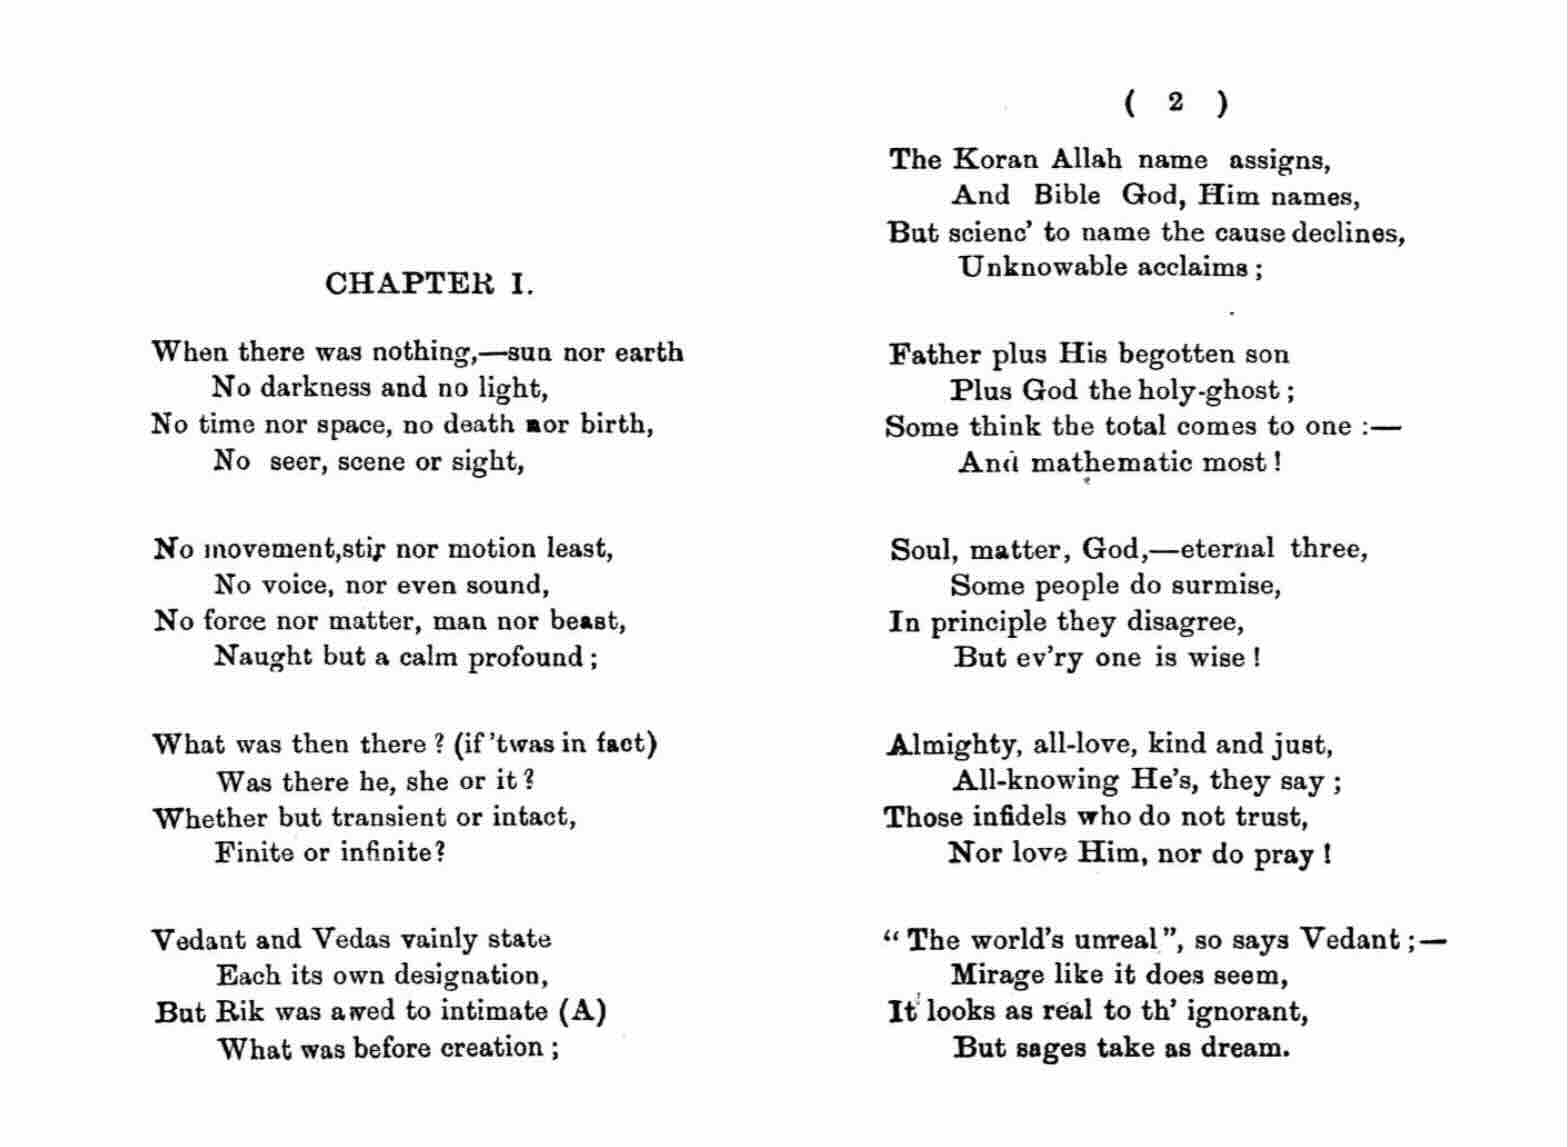 CHAPTER I.
When there was nothing,—sun nor earth
No darkness and no light,
No time nor space, no death nor birth,
No seer, scene or sight,
No movement,stir nor motion least,
No voice, nor even sound,
No force nor matter, man nor beast,
Naught but a calm profound ;
What was then there ? (if 'twas in fact)
Was there he, she or it ?
Whether but transient or intact,
Finite or infinite?
Vedant and Vedas vainly state
Each its own designation,
But Rik was awed to intimate (A)
What was before creation ;
( 2 )
The Koran Allah name assigns,
And Bible God, Him names,
But scienc' to name the cause declines,
Unknowable acclaims ;
Father plus His begotten son
Plus God the holy-ghost ;
Some think the total comes to one :—
And mathematic most !
Soul, matter, God,—eternal three,
Some people do surmise,
In principle they disagree,
But ev'ry one is wise !
Almighty, all-love, kind and just,
All-knowing He's, they say ;
Those infidels who do not trust,
Nor love Him, nor do pray !
“ The world's unreal ”, so says Vedant ;—
Mirage like it does seem,
It looks as real to th' ignorant,
But sages take as dream.